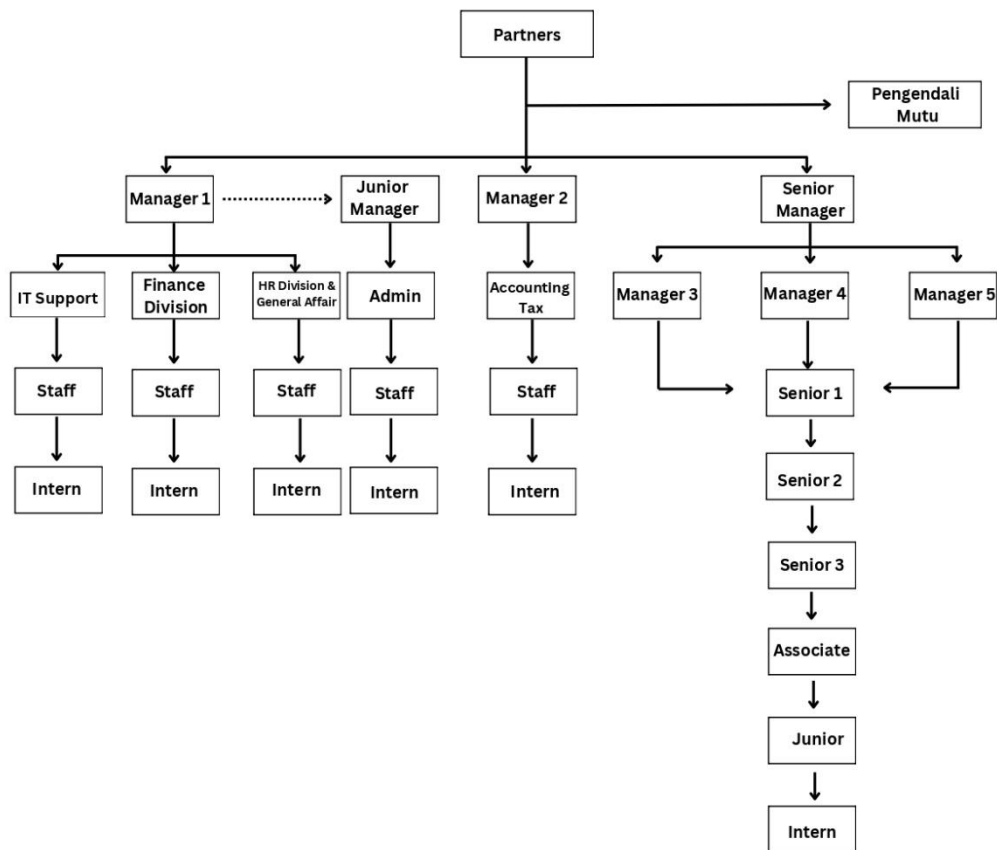 Partners
Pengendali
Mutu
Manager 1
Junior
Manager
Manager 2
Senior
Manager
IT Support
Finance
Division
HR Division &
General Affair
Admin
Accounting
Tax
Manager 3
Manager 4
Manager 5
Staff
Staff
Staff
Staff
Staff
Senior 1
Intern
Intern
Intern
Intern
Intern
Senior 2
Senior 3
Associate
Junior
Intern